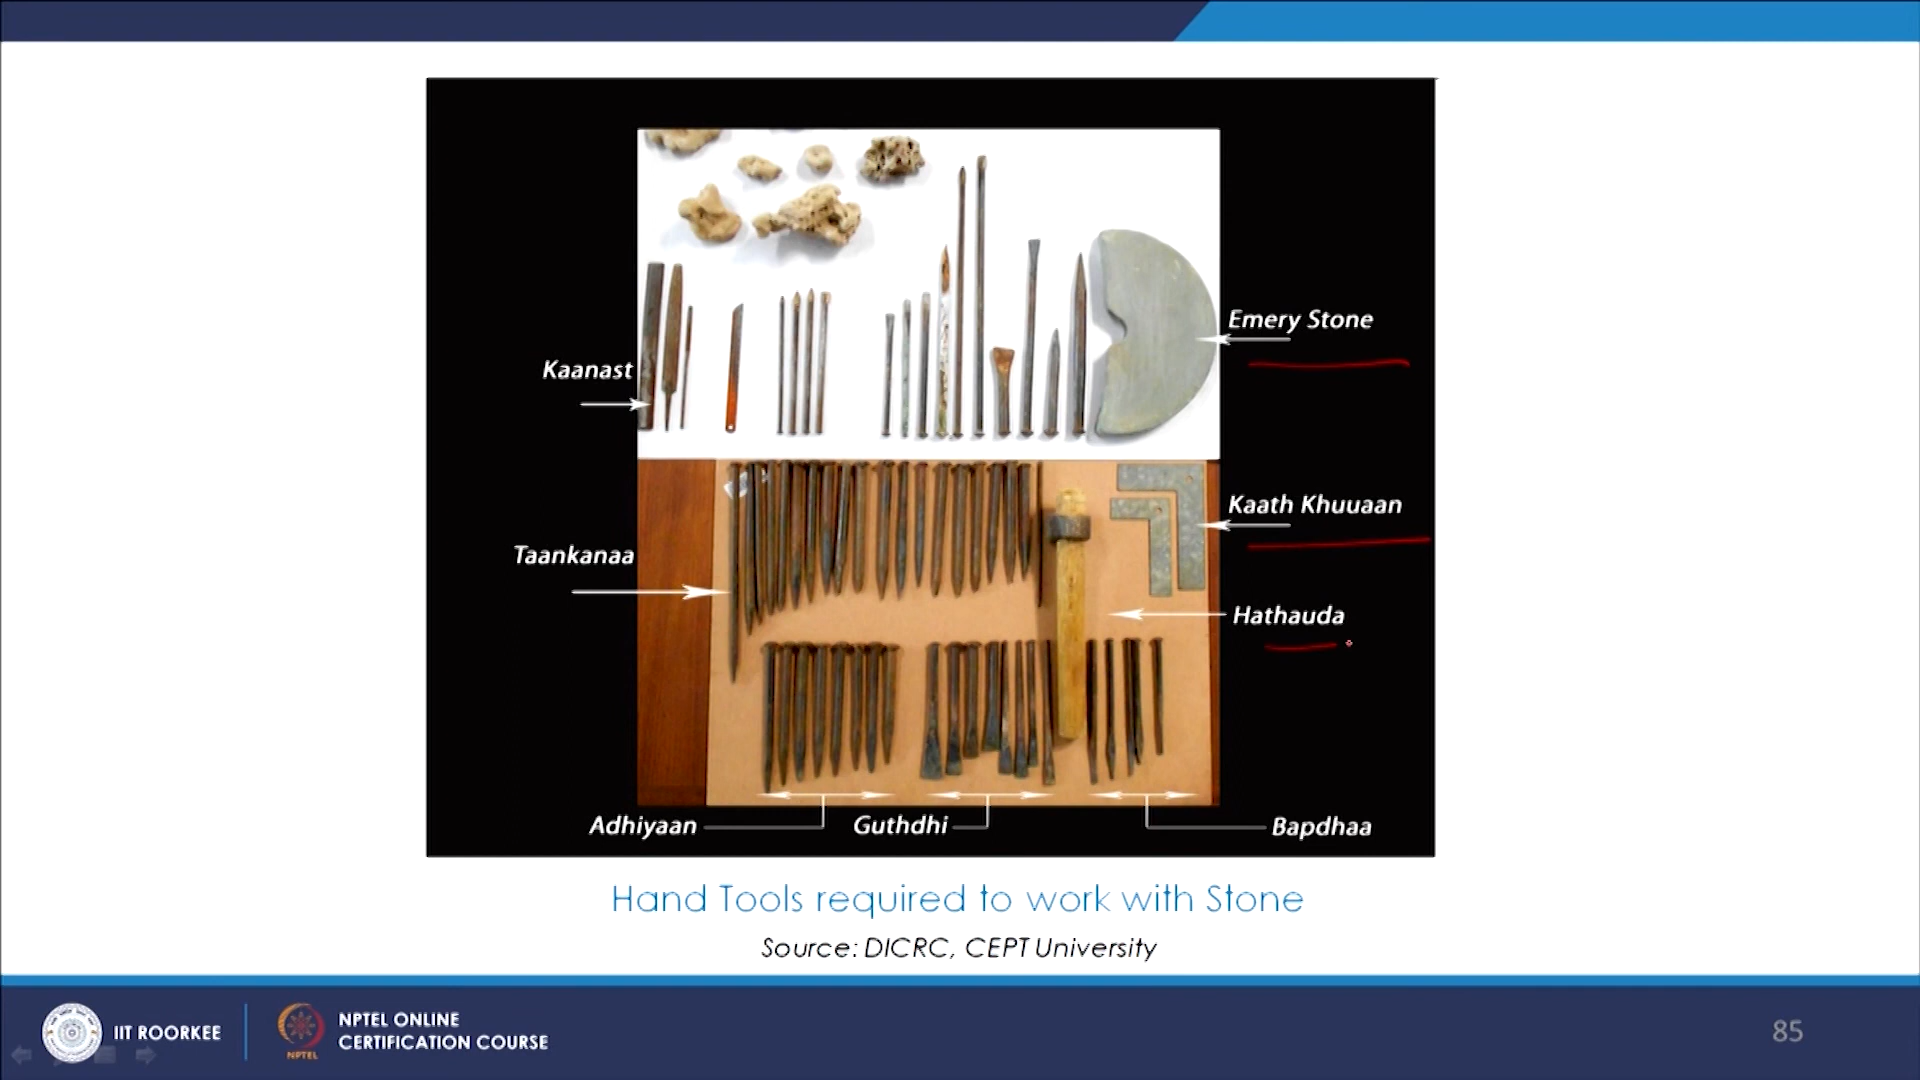 Emery Stone
Kaanast
Kaath Khuuaan
Taankanaa
Hathauda
Adhiyaan
Guthdhi
Bapdhaa
Hand Tools required to work with Stone
Source: DICRC, CEPT University
IIT ROORKEE
NPTEL
NPTEL ONLINE
CERTIFICATION COURSE
85